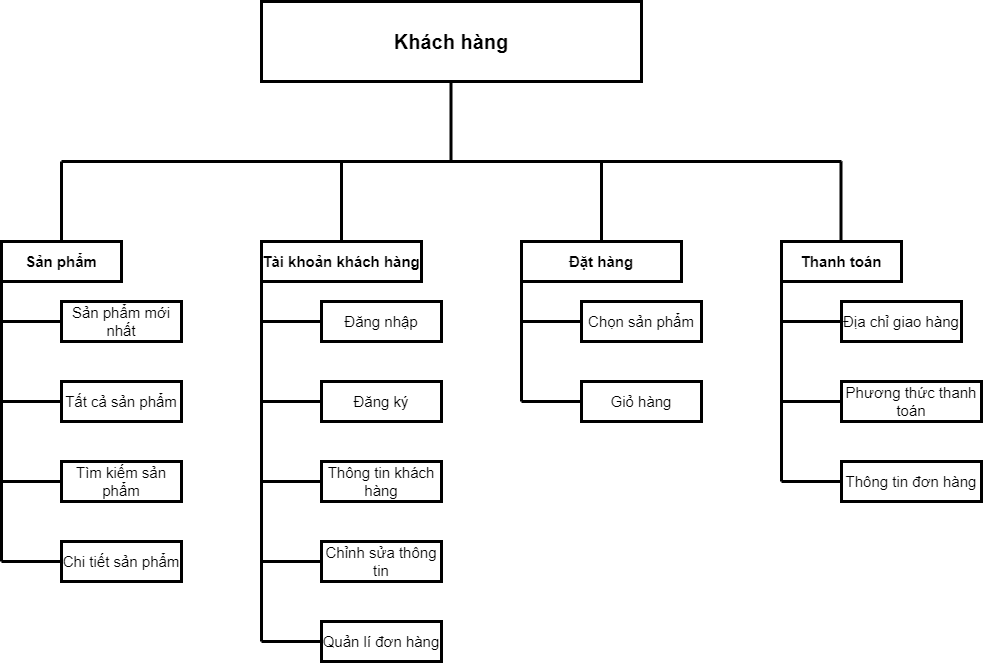 Khách hàng
Sản phẩm
Tài khoản khách hàng
Đặt hàng
Thanh toán
Sản phẩm mới
nhất
Tất cả sản phẩm
Tìm kiếm sản
phẩm
Chi tiết sản phẩm
Đăng nhập
Đăng ký
Thông tin khách
hàng
Chỉnh sửa thông
tin
Quản lí đơn hàng
Chọn sản phẩm
Giỏ hàng
Địa chỉ giao hàng
Phương thức thanh
toán
Thông tin đơn hàng